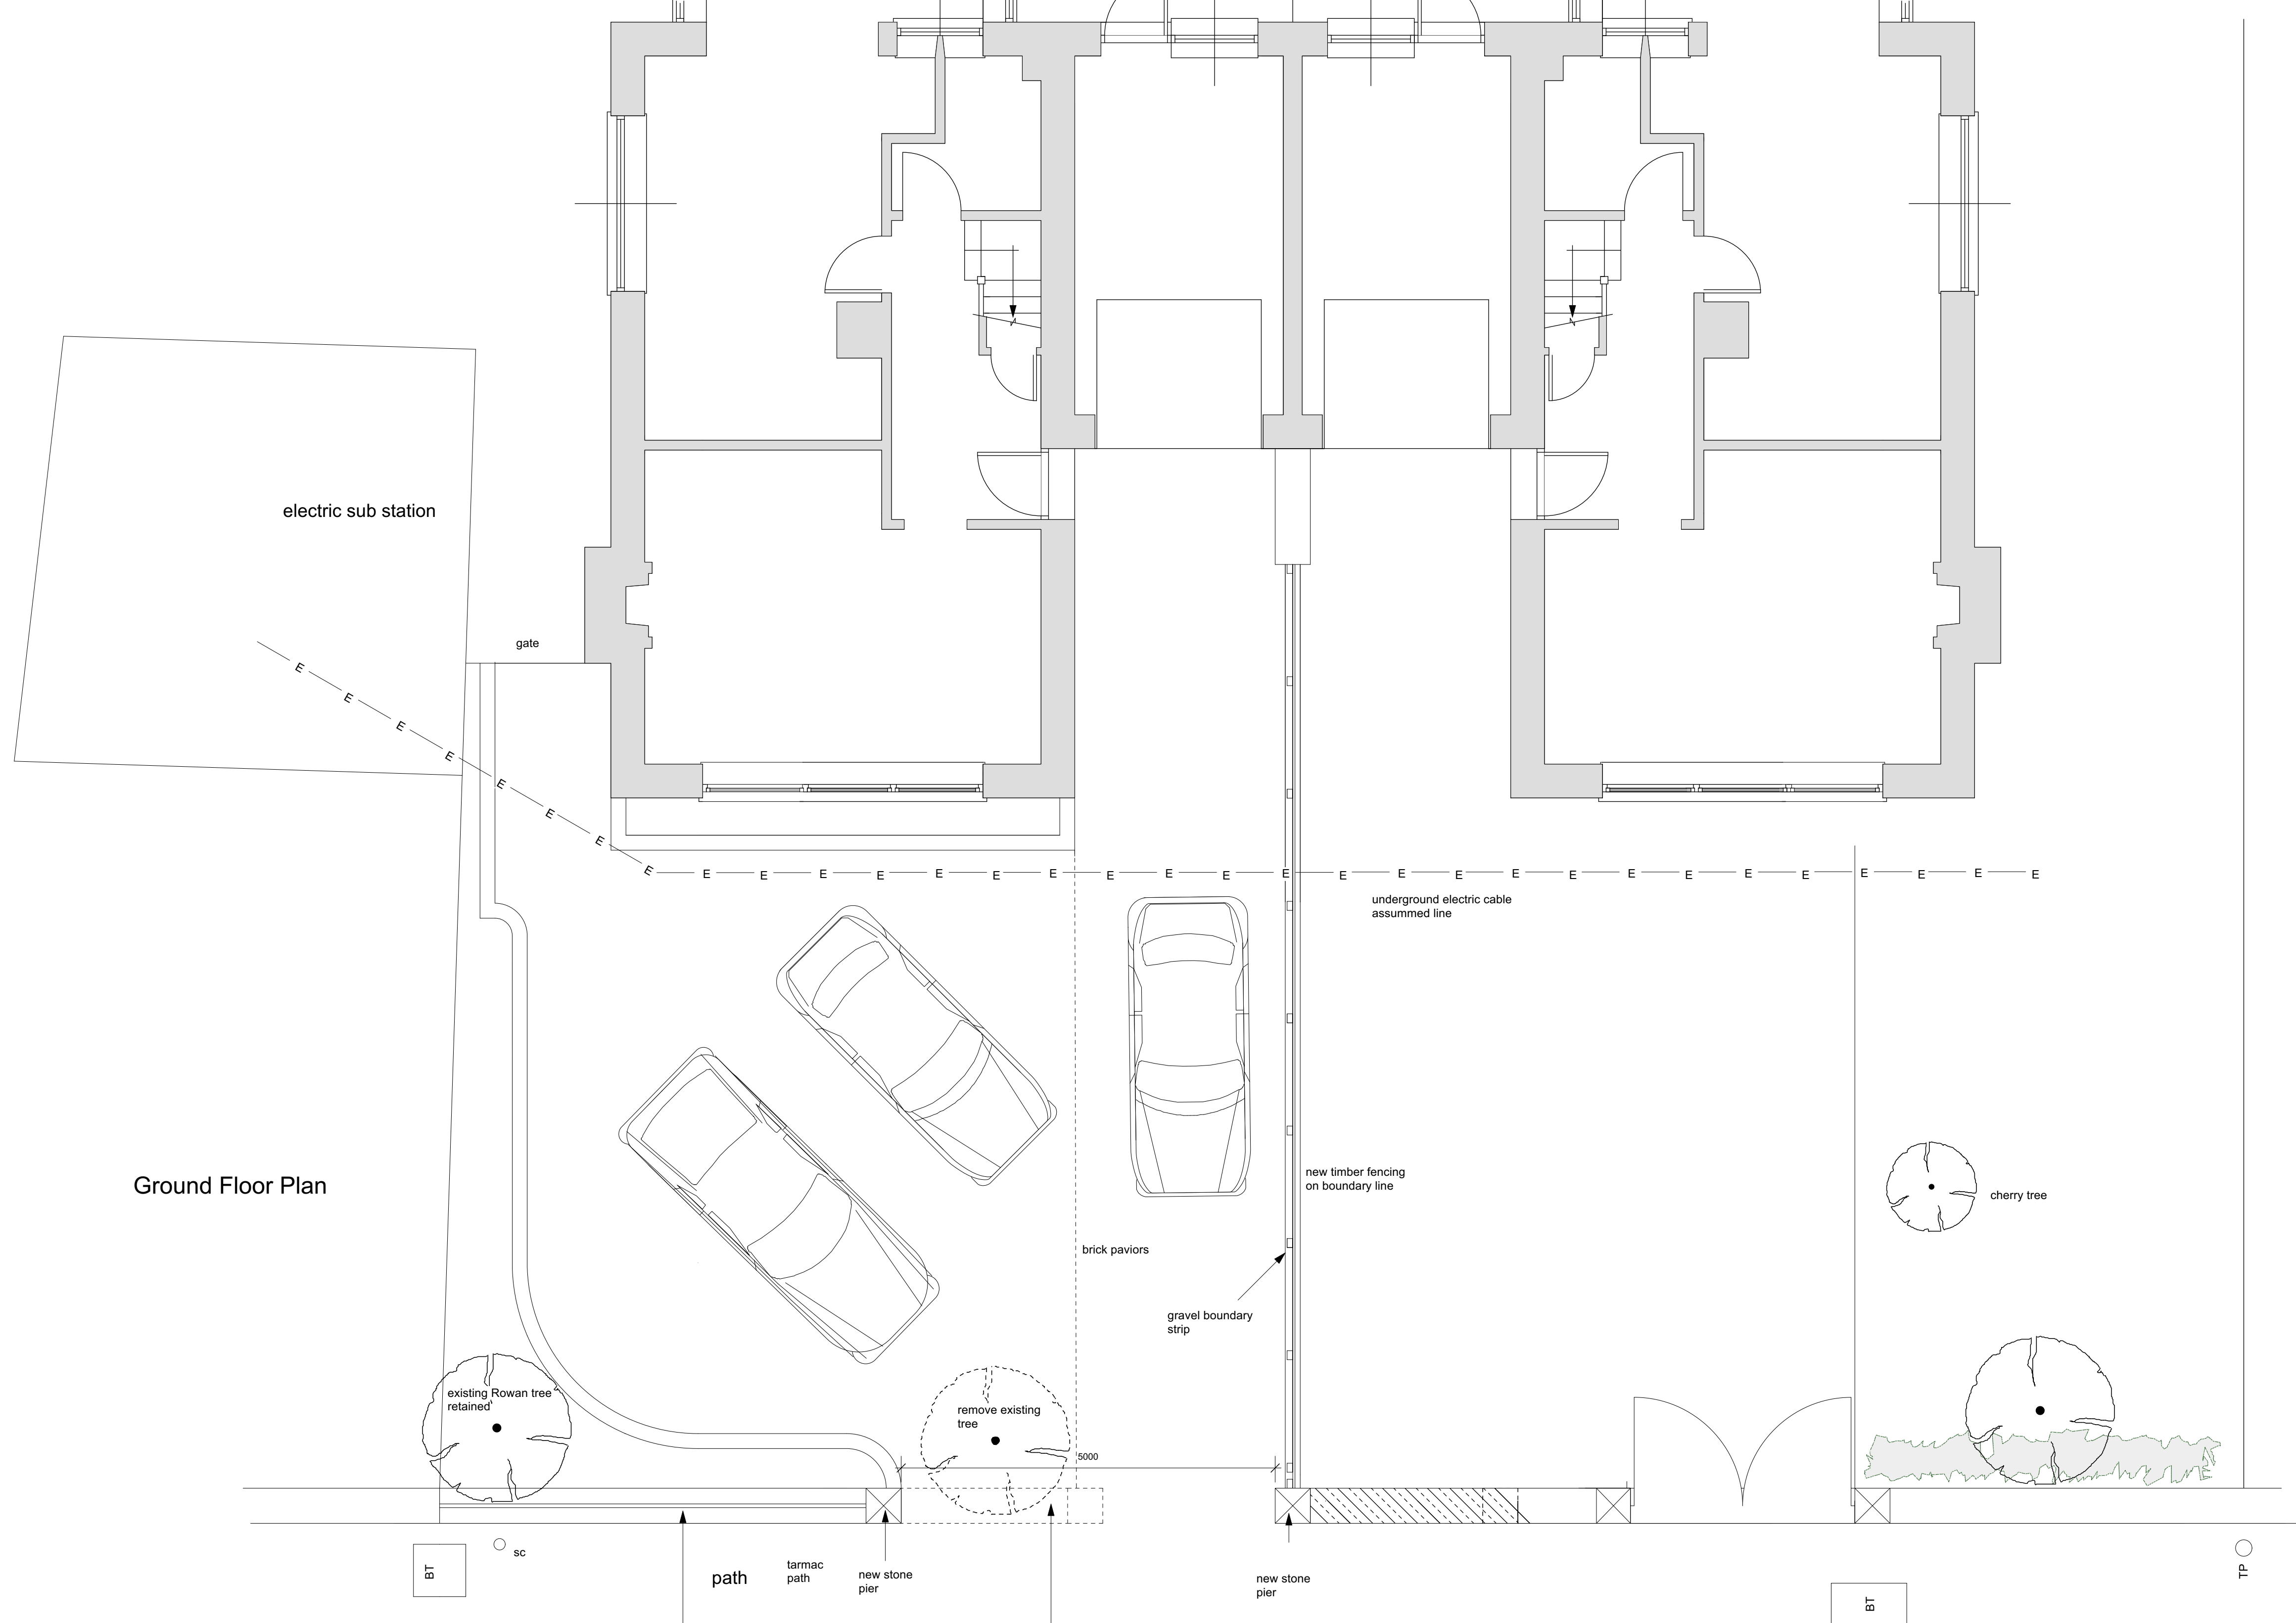 electric sub station
gate
E E E E E E E E E E E E E E E E E E E E E E E E E E E E E E E E
underground electric cable
assummed line
new timber fencing
on boundary line
Ground Floor Plan
cherry tree
brick paviors
gravel boundary
strip
existing Rowan tree
retained
remove existing
tree
5000
BT
sc
path
tarmac
path
new stone
pier
new stone
pier
BT
TP